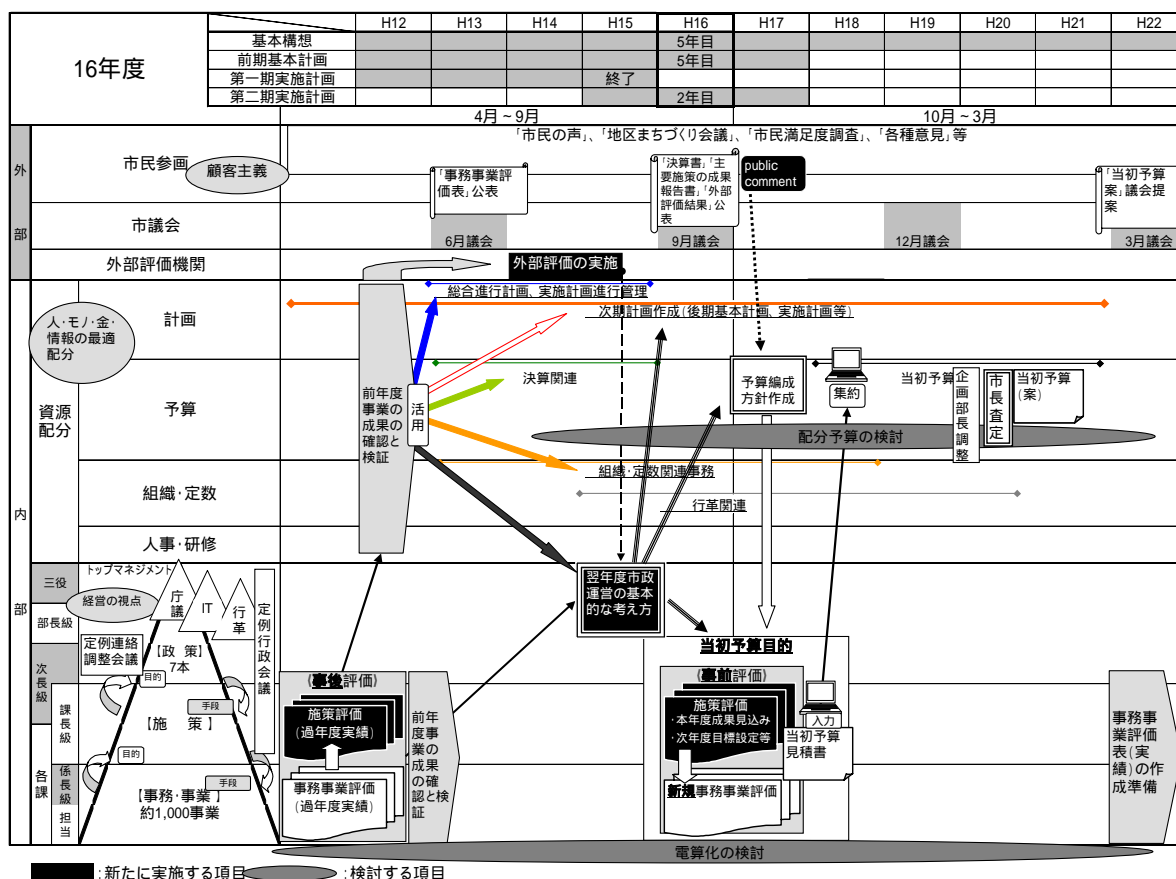 H12 H13 H14 H15 H16 H17 H18 H19 H20 H21 H22
16年度
基本構想 5年目
前期基本計画 5年目
第一期実施計画 終了
第二期実施計画 2年目
4月～9月 10月～3月
「市民の声」、「地区まちづくり会議」、「市民満足度調査」、「各種意見」等
外部
市民参画
顧客主義
「事務事業評
価表」公表
「決算書」「主
要施策の成果
報告書」「外部
評価結果」公
表
public
comment
「当初予算
案」議会提
案
市議会
6月議会
9月議会
12月議会
3月議会
外部評価機関
外部評価の実施
内部
資源
配分
人・モノ・金・
情報の最適
配分
計画
総合進行計画、実施計画進行管理
次期計画作成(後期基本計画、実施計画等)
予算
前年度
事業の
成果の
確認と
検証
活用
決算関連
予算編成
方針作成
集約
当初予算
企画部長調整
市長査定
当初予算
(案)
配分予算の検討
組織・定数
組織・定数関連事務
行革関連
人事・研修
三役
部長級
次長級
課長級
係長級
担当
各課
トップマネジメント
経営の視点
庁議
IT
行革
定例行政会議
定例連絡
調整会議
【政 策】
7本
目的
手段
【施 策】
目的
手段
【事務・事業】
約1,000事業
翌年度市政
運営の基本
的な考え方
(事後評価)
施策評価
(過年度実績)
事務事業評価
(過年度実績)
前年
度事
業の
成果
の確
認と検
証
当初予算目的
(事前評価)
施策評価
・本年度成果見込み
・次年度目標設定等
新規事務事業評価
入力
当初予算
見積書
事務事
業評価
表(実
績)の作
成準備
電算化の検討
:新たに実施する項目
:検討する項目